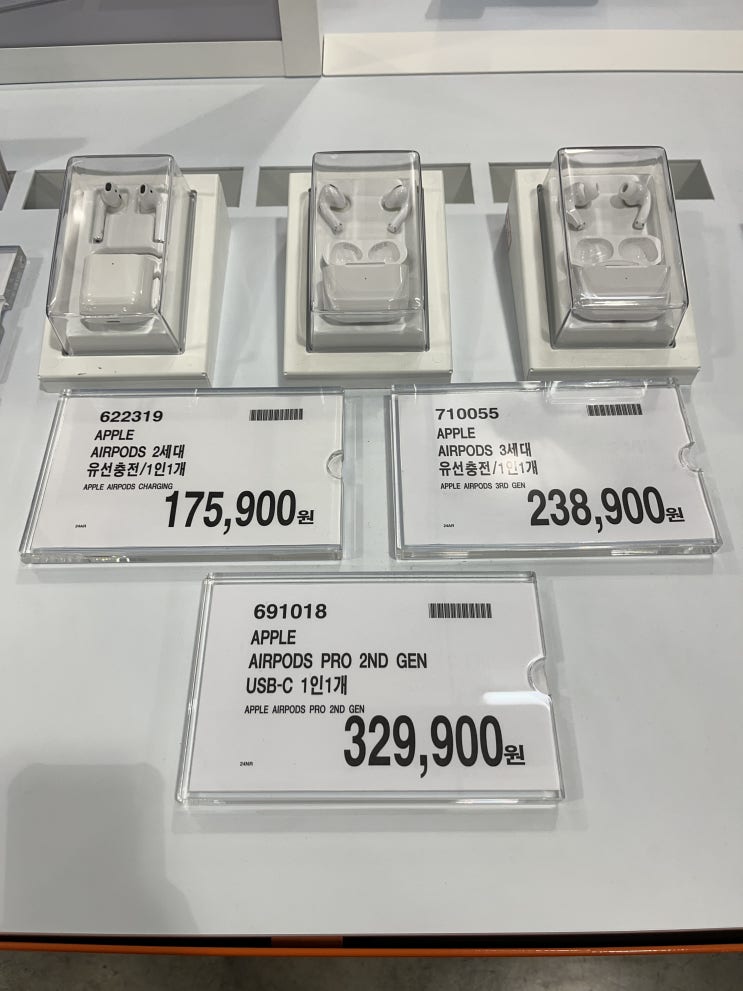 622319
APPLE
AIRPODS 2세대
유선충전/1인1개
APPLE AIRPODS CHARGING
175,900원
24AR
710055
APPLE
AIRPODS 3세대
유선충전/1인1개
APPLE AIRPODS 3RD GEN
238,900원
24AR
691018
APPLE
AIRPODS PRO 2ND GEN
USB-C 1인1개
APPLE AIRPODS PRO 2ND GEN
329,900원
24NR